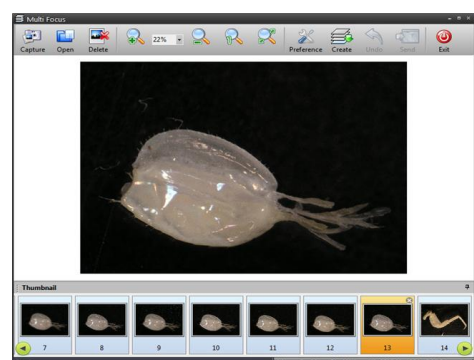 Multi Focus
Capture Open Delete 22% Preference Create Undo Send Exit
Thumbnail
7 8 9 10 11 12 13 14